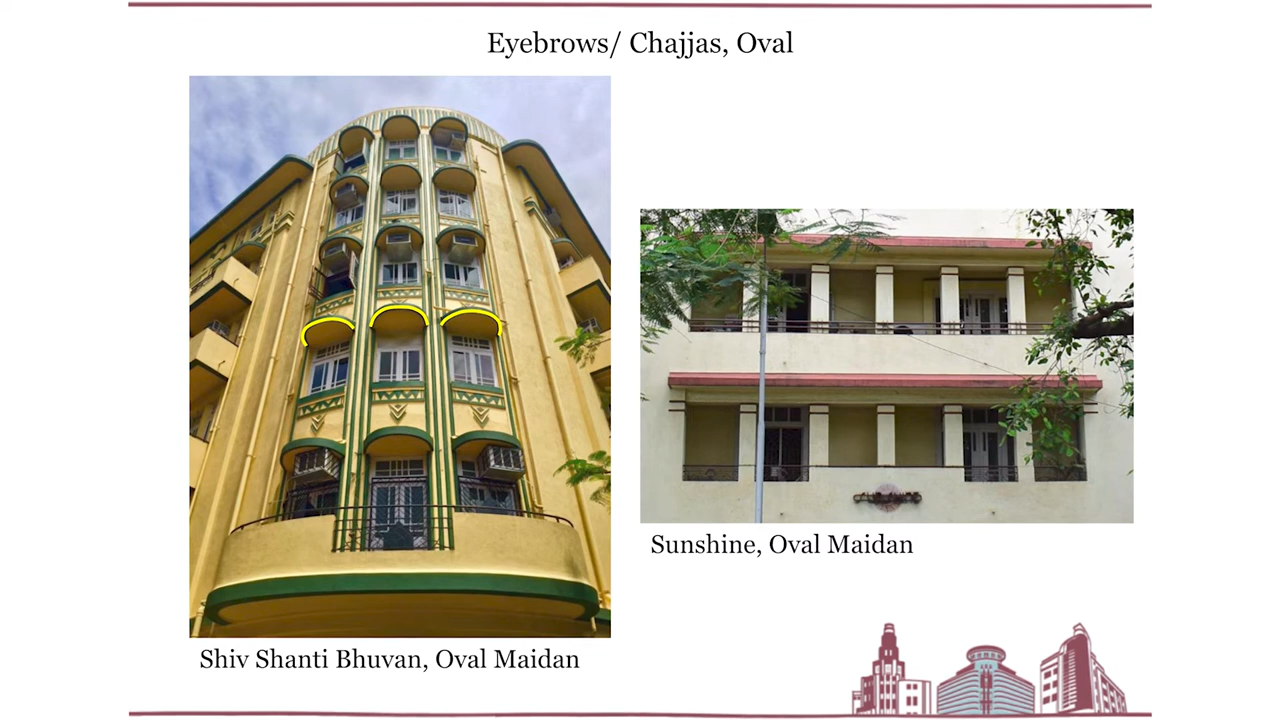 Eyebrows/ Chajjas, Oval
Sunshine, Oval Maidan
Shiv Shanti Bhuvan, Oval Maidan